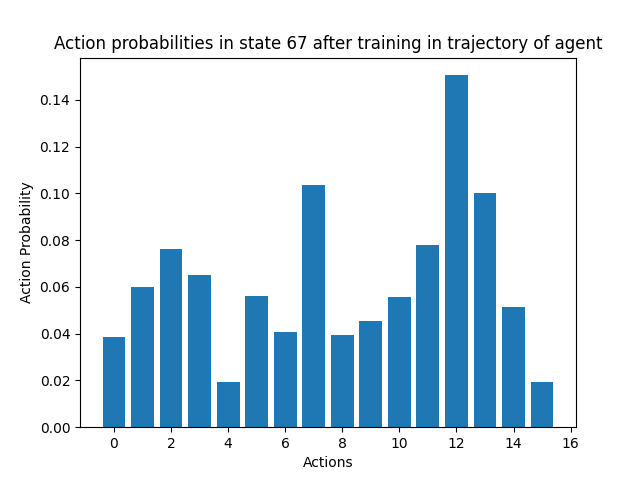 Action probabilities in state 67 after training in trajectory of agent
0.14
0.12
0.10
0.08
0.06
0.04
0.02
0.00
Action Probability
0 2 4 6 8 10 12 14 16
Actions